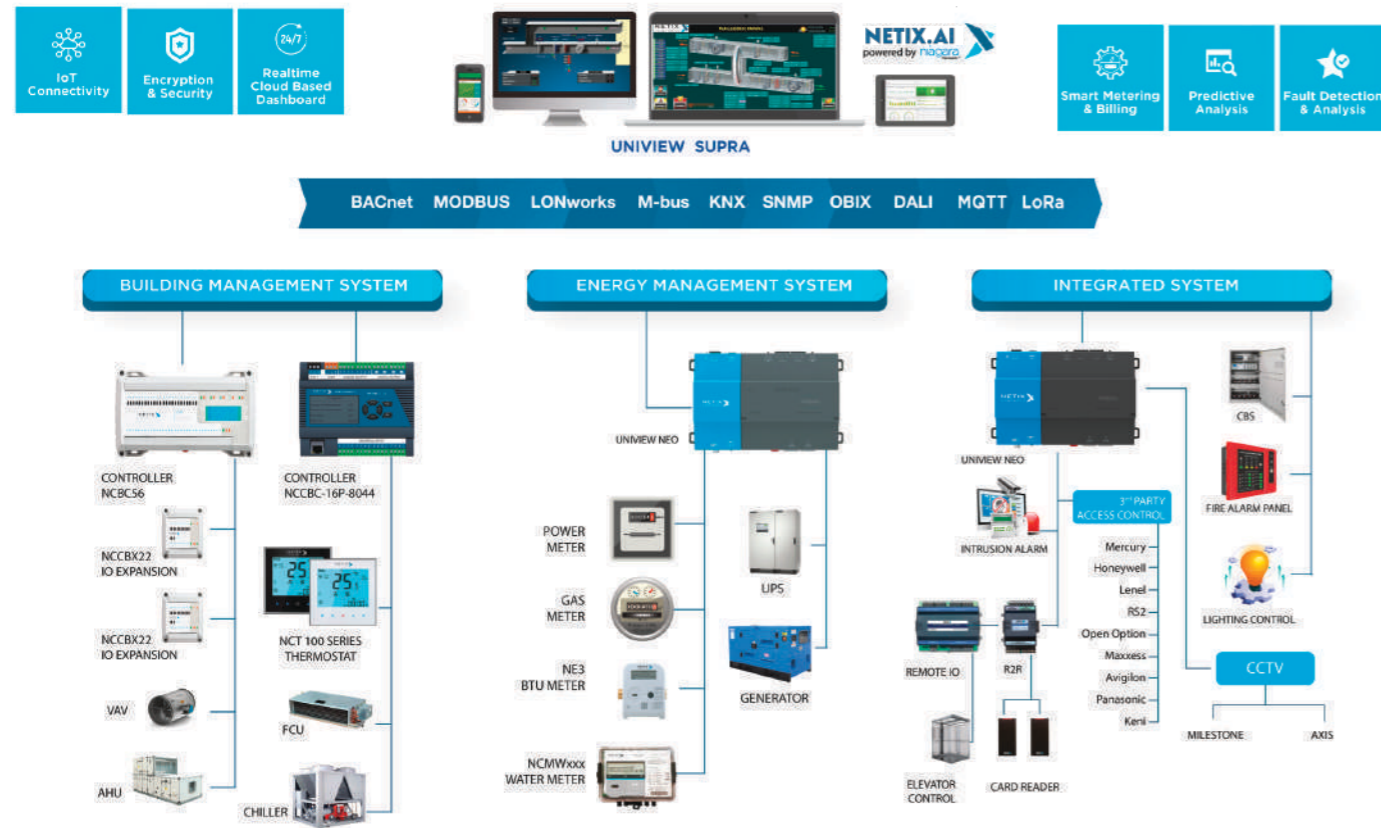 IoT
Connectivity
Encryption
& Security
24/7
Realtime
Cloud Based
Dashboard
NETIX.AI
powered by niagara
Smart Metering
& Billing
Predictive
Analysis
Fault Detection
& Analysis
UNIVIEW SUPRA
BACnet MODBUS LONworks M-bus KNX SNMP OBIX DALI MQTT LoRa
BUILDING MANAGEMENT SYSTEM
CONTROLLER
NCBC56
CONTROLLER
NCCBC-16P-8044
NCCBX22
IO EXPANSION
NCCBX22
IO EXPANSION
25
25
NCT 100 SERIES
THERMOSTAT
VAV
FCU
AHU
CHILLER
ENERGY MANAGEMENT SYSTEM
NETIX
UNIVIEW NEO
POWER
METER
GAS
METER
NE3
BTU METER
NCMWxxx
WATER METER
UPS
GENERATOR
INTEGRATED SYSTEM
NETIX
UNIVIEW NEO
INTRUSION ALARM
3rd PARTY
ACCESS CONTROL
Mercury
Honeywell
Lenel
RS2
Open Option
Maxxess
Avigilon
Panasonic
Keni
REMOTE IO
R2R
ELEVATOR
CONTROL
CARD READER
CBS
FIRE ALARM PANEL
LIGHTING CONTROL
CCTV
MILESTONE
AXIS